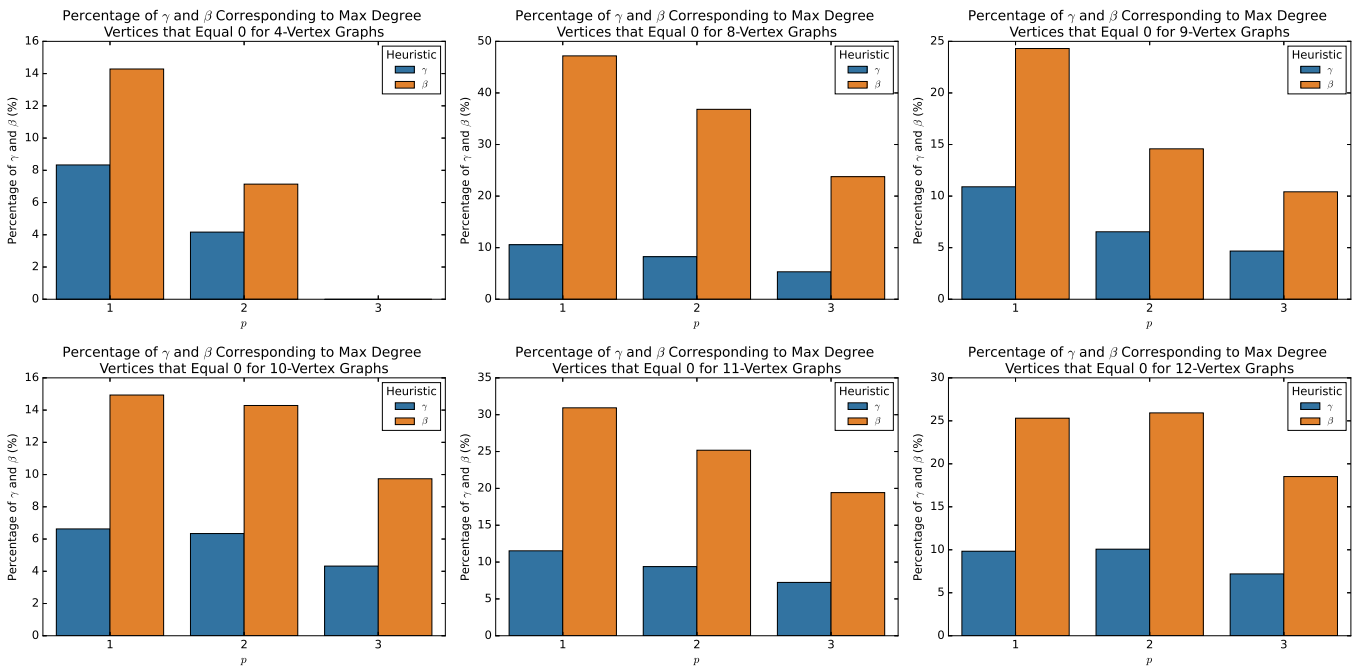 Percentage of γ and β Corresponding to Max Degree
Vertices that Equal 0 for 4-Vertex Graphs
Percentage of γ and β (%)
16
14
12
10
8
6
4
2
0
Heuristic
γ
β
1
2
3
p
Percentage of γ and β Corresponding to Max Degree
Vertices that Equal 0 for 8-Vertex Graphs
Percentage of γ and β (%)
50
40
30
20
10
0
Heuristic
γ
β
1
2
3
p
Percentage of γ and β Corresponding to Max Degree
Vertices that Equal 0 for 9-Vertex Graphs
Percentage of γ and β (%)
25
20
15
10
5
0
Heuristic
γ
β
1
2
3
p
Percentage of γ and β Corresponding to Max Degree
Vertices that Equal 0 for 10-Vertex Graphs
Percentage of γ and β (%)
16
14
12
10
8
6
4
2
0
Heuristic
γ
β
1
2
3
p
Percentage of γ and β Corresponding to Max Degree
Vertices that Equal 0 for 11-Vertex Graphs
Percentage of γ and β (%)
35
30
25
20
15
10
5
0
Heuristic
γ
β
1
2
3
p
Percentage of γ and β Corresponding to Max Degree
Vertices that Equal 0 for 12-Vertex Graphs
Percentage of γ and β (%)
30
25
20
15
10
5
0
Heuristic
γ
β
1
2
3
p